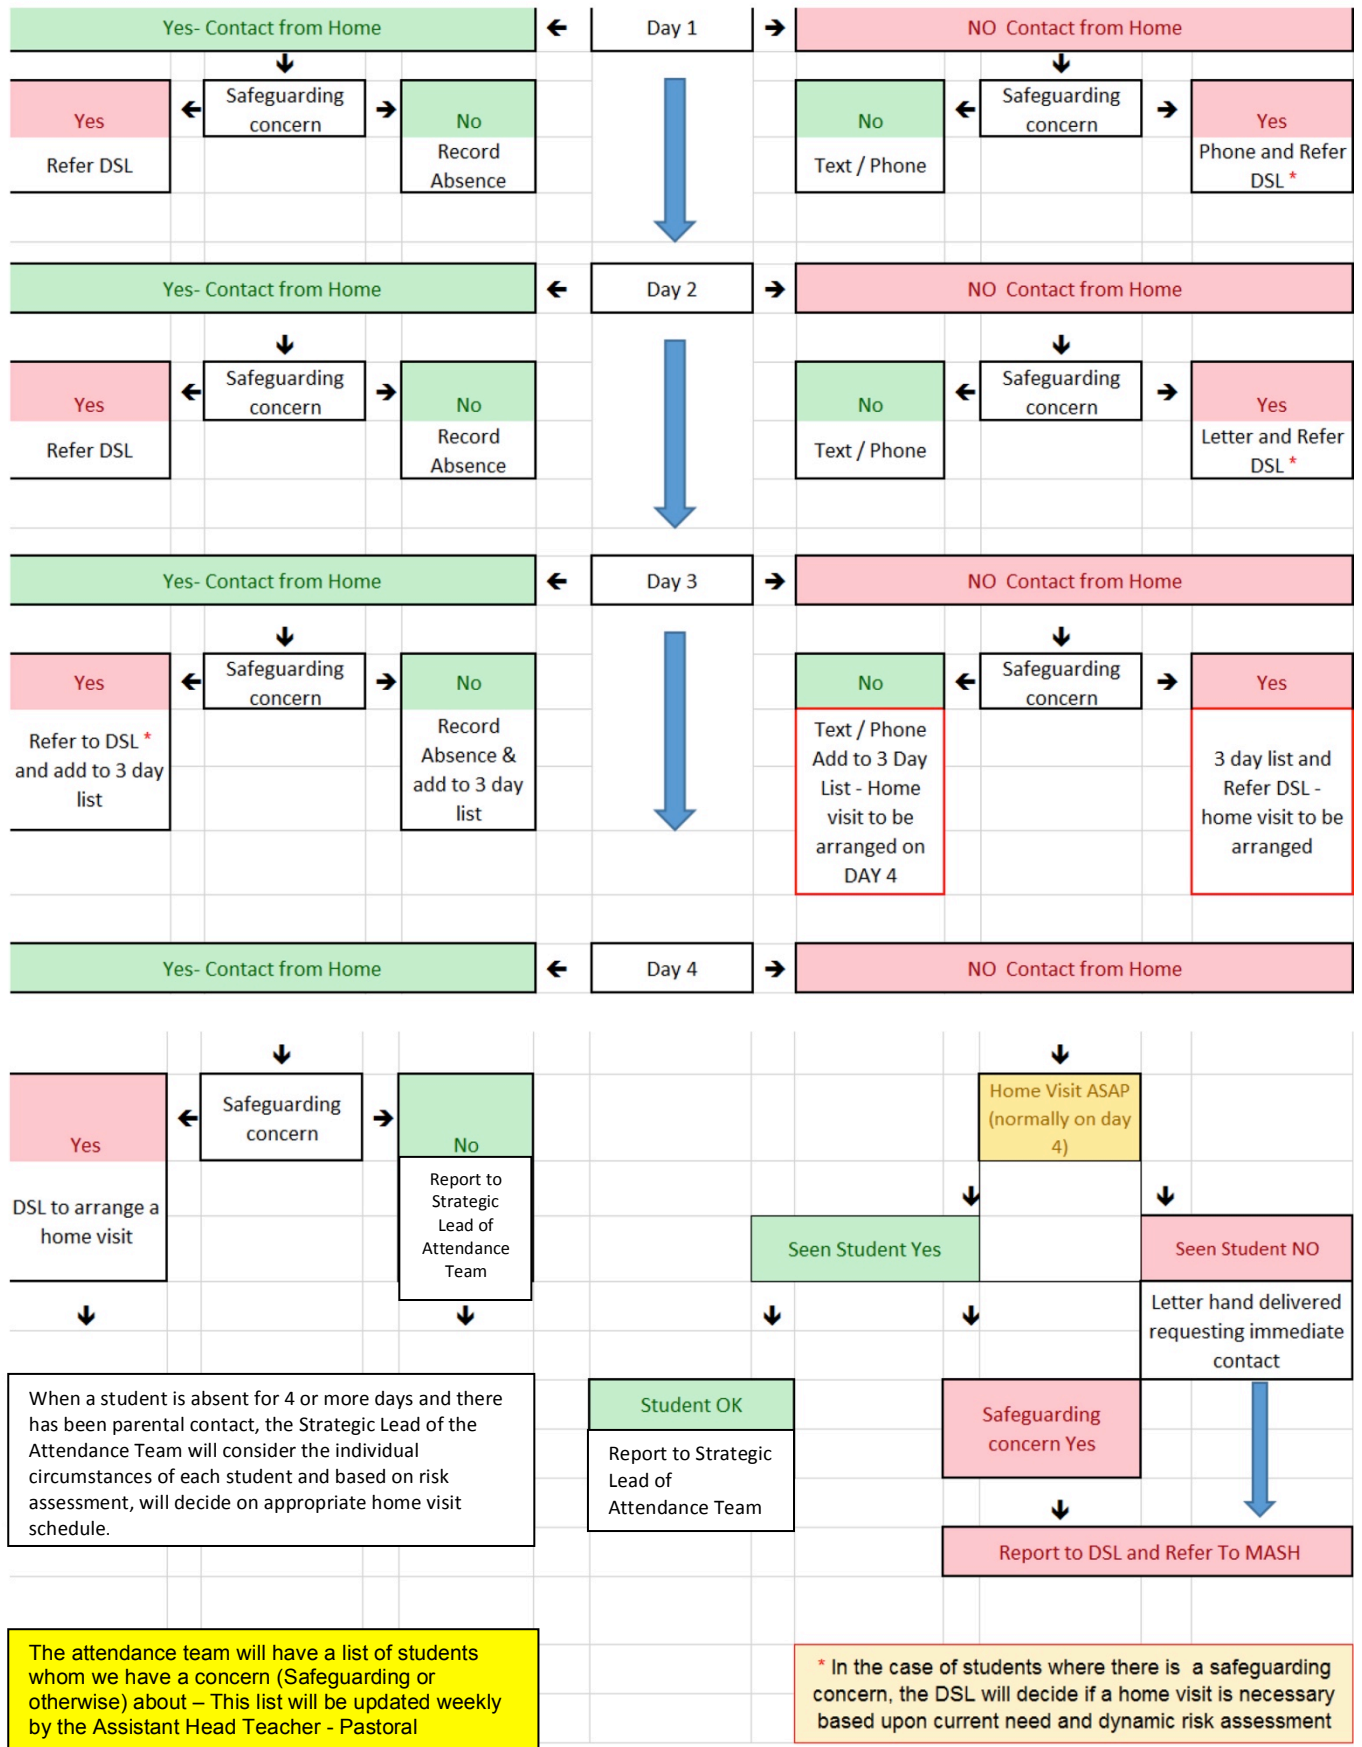 Yes- Contact from Home
Day 1
NO  Contact from Home
Yes
Safeguarding
concern
No
No
Safeguarding
concern
Yes
Refer DSL
Record
Absence
Text / Phone
Phone and Refer
DSL *
Yes- Contact from Home
Day 2
NO  Contact from Home
Yes
Safeguarding
concern
No
No
Safeguarding
concern
Yes
Refer DSL
Record
Absence
Text / Phone
Letter and Refer
DSL *
Yes- Contact from Home
Day 3
NO  Contact from Home
Yes
Safeguarding
concern
No
No
Safeguarding
concern
Yes
Refer to DSL *
and add to 3 day
list
Record
Absence &
add to 3 day
list
Text / Phone
Add to 3 Day
List - Home
visit to be
arranged on
DAY 4
3 day list and
Refer DSL -
home visit to be
arranged
Yes- Contact from Home
Day 4
NO  Contact from Home
Yes
Safeguarding
concern
No
Home Visit ASAP
(normally on day
4)
DSL to arrange a
home visit
Report to
Strategic
Lead of
Attendance
Team
Seen Student Yes
Seen Student NO
Letter hand delivered
requesting immediate
contact
When a student is absent for 4 or more days and there
has been parental contact, the Strategic Lead of the
Attendance Team will consider the individual
circumstances of each student and based on risk
assessment, will decide on appropriate home visit
schedule.
Student OK
Report to Strategic
Lead of
Attendance Team
Safeguarding
concern Yes
Report to DSL and Refer To MASH
The attendance team will have a list of students
whom we have a concern (Safeguarding or
otherwise) about – This list will be updated weekly
by the Assistant Head Teacher - Pastoral
* In the case of students where there is  a safeguarding
concern, the DSL will decide if a home visit is necessary
based upon current need and dynamic risk assessment